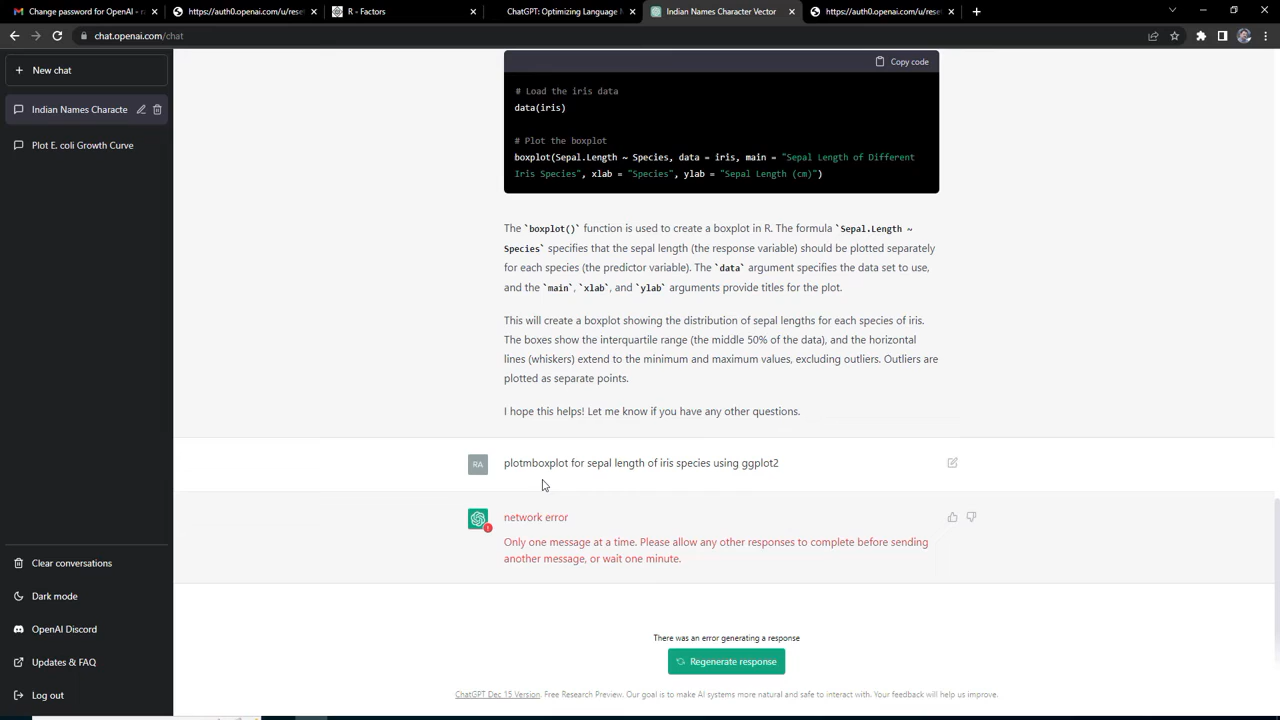 Change password for OpenAI - ra
https://auth0.openai.com/u/rese
R - Factors
ChatGPT: Optimizing Language M
Indian Names Character Vector
https://auth0.openai.com/u/rese
chat.openai.com/chat
New chat
Indian Names Characte
Plot E. coli Growth Curve
Copy code
# Load the iris data
data(iris)
# Plot the boxplot
boxplot(Sepal.Length ~ Species, data = iris, main = "Sepal Length of Different
Iris Species", xlab = "Species", ylab = "Sepal Length (cm)")
The `boxplot()` function is used to create a boxplot in R. The formula `Sepal.Length ~
Species` specifies that the sepal length (the response variable) should be plotted separately
for each species (the predictor variable). The `data` argument specifies the data set to use,
and the `main`, `xlab`, and `ylab` arguments provide titles for the plot.
This will create a boxplot showing the distribution of sepal lengths for each species of iris.
The boxes show the interquartile range (the middle 50% of the data), and the horizontal
lines (whiskers) extend to the minimum and maximum values, excluding outliers. Outliers are
plotted as separate points.
I hope this helps! Let me know if you have any other questions.
RA
plotmboxplot for sepal length of iris species using ggplot2
network error
Only one message at a time. Please allow any other responses to complete before sending
another message, or wait one minute.
Clear conversations
Dark mode
OpenAI Discord
Updates & FAQ
Log out
There was an error generating a response
Regenerate response
ChatGPT Dec 15 Version. Free Research Preview. Our goal is to make AI systems more natural and safe to interact with. Your feedback will help us improve.